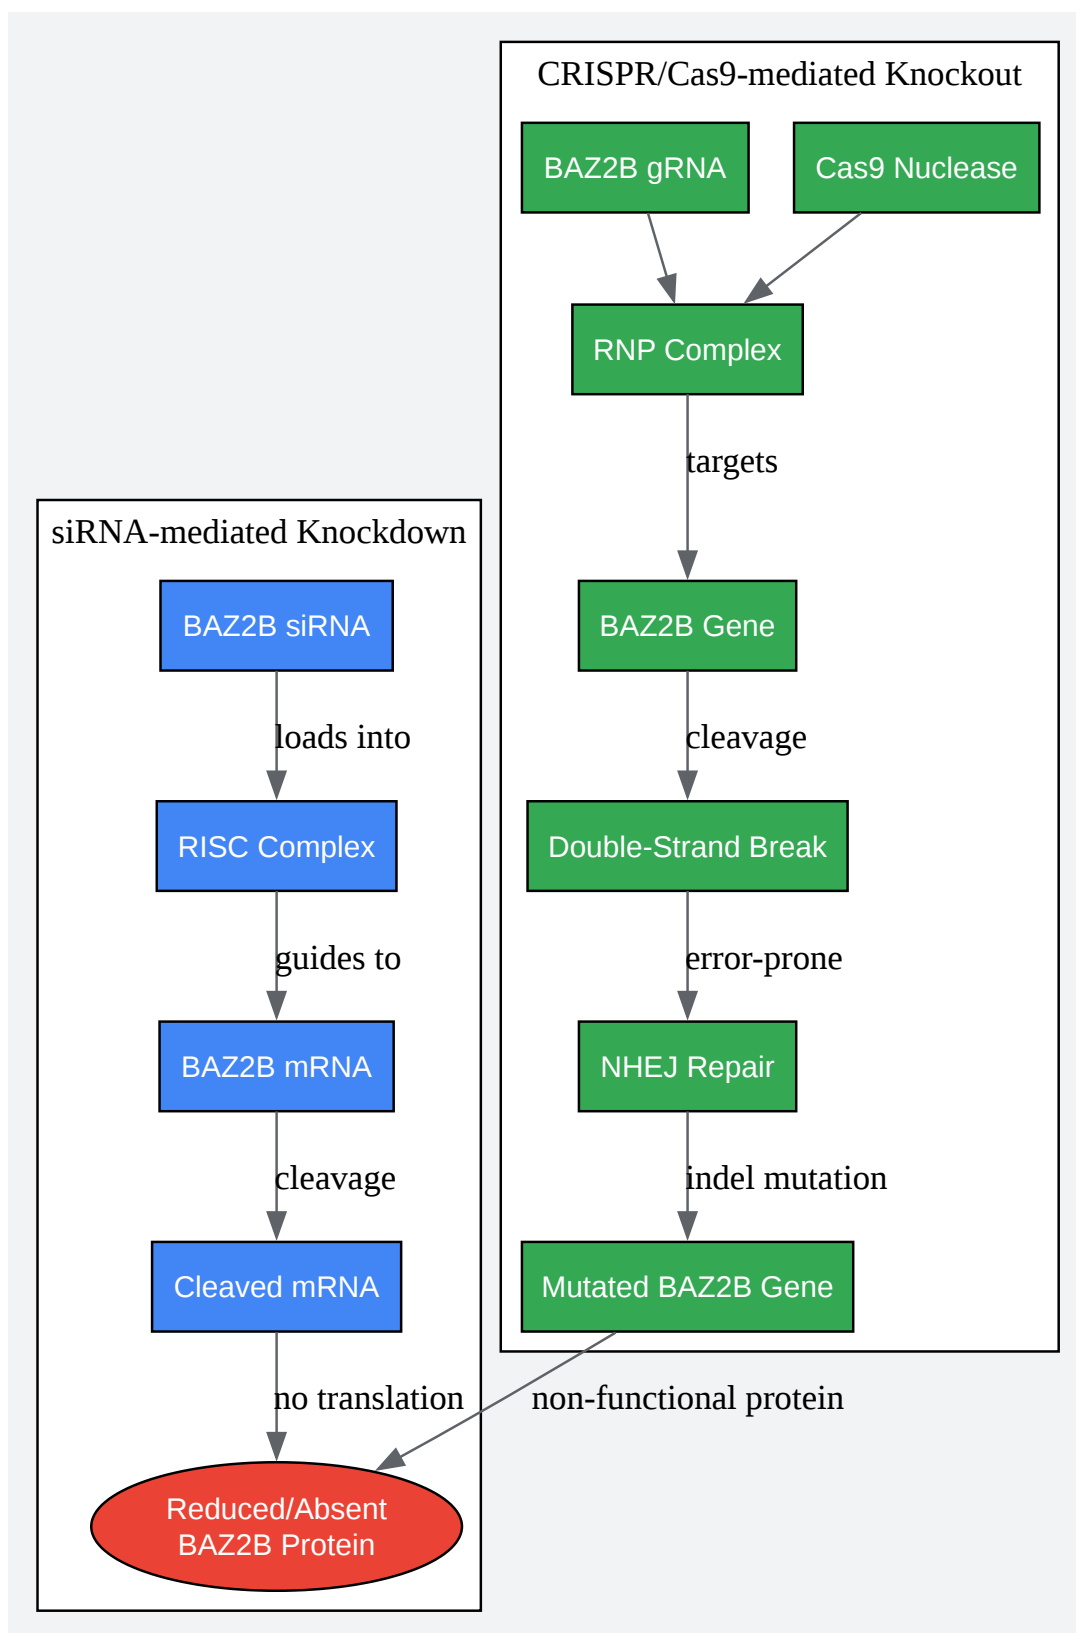 CRISPR/Cas9-mediated Knockout
BAZ2B gRNA
Cas9 Nuclease
RNP Complex
targets
BAZ2B Gene
cleavage
Double-Strand Break
error-prone
NHEJ Repair
indel mutation
Mutated BAZ2B Gene
non-functional protein
siRNA-mediated Knockdown
BAZ2B siRNA
loads into
RISC Complex
guides to
BAZ2B mRNA
cleavage
Cleaved mRNA
no translation
Reduced/Absent
BAZ2B Protein